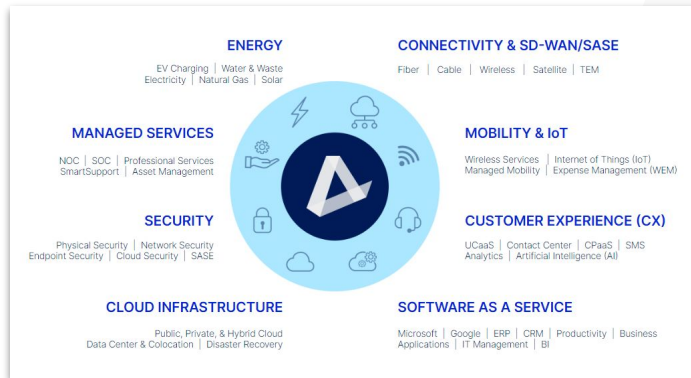 ENERGY
EV Charging | Water & Waste
Electricity | Natural Gas | Solar
CONNECTIVITY & SD-WAN/SASE
Fiber | Cable | Wireless | Satellite | TEM
MANAGED SERVICES
NOC | SOC | Professional Services
SmartSupport | Asset Management
MOBILITY & IoT
Wireless Services | Internet of Things (IoT)
Managed Mobility | Expense Management (WEM)
SECURITY
Physical Security | Network Security
Endpoint Security | Cloud Security | SASE
CUSTOMER EXPERIENCE (CX)
UCaaS | Contact Center | CPaaS | SMS
Analytics | Artificial Intelligence (AI)
CLOUD INFRASTRUCTURE
Public, Private, & Hybrid Cloud
Data Center & Colocation | Disaster Recovery
SOFTWARE AS A SERVICE
Microsoft | Google | ERP | CRM | Productivity | Business
Applications | IT Management | BI